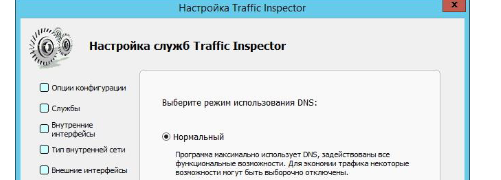 Настройка Traffic Inspector
x
Настройка служб Traffic Inspector
Опции конфигурации
Службы
Внутренние
интерфейсы
Тип внутренней сети
Внешние интерфейсы
Выберите режим использования DNS:
Нормальный
Программа максимально использует DNS, задействованы все
функциональные возможности. Для экономии трафика некоторые
возможности могут быть выборочно отключены.